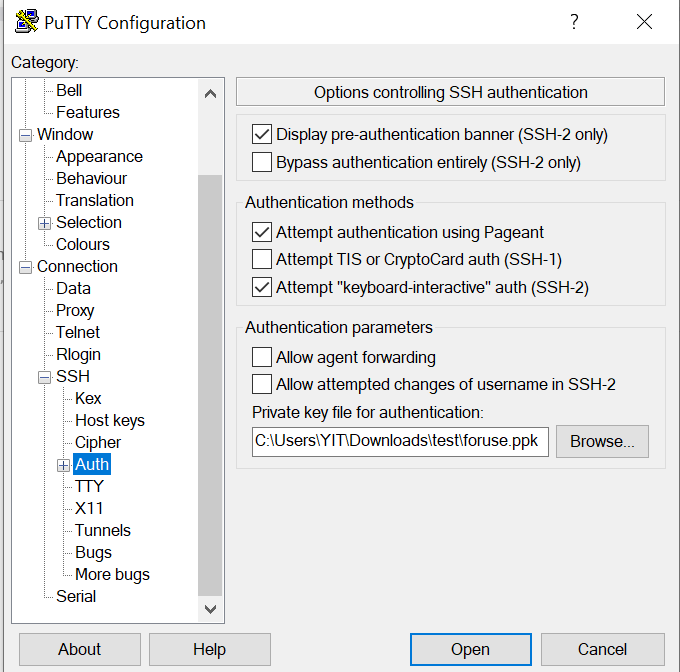 PuTTY Configuration
?
Category:
Bell
Features
Window
Appearance
Behaviour
Translation
Selection
Colours
Connection
Data
Proxy
Telnet
Rlogin
SSH
Kex
Host keys
Cipher
Auth
TTY
X11
Tunnels
Bugs
More bugs
Serial
Options controlling SSH authentication
Display pre-authentication banner (SSH-2 only)
Bypass authentication entirely (SSH-2 only)
Authentication methods
Attempt authentication using Pageant
Attempt TIS or CryptoCard auth (SSH-1)
Attempt "keyboard-interactive" auth (SSH-2)
Authentication parameters
Allow agent forwarding
Allow attempted changes of username in SSH-2
Private key file for authentication:
C:\Users\YIT\Downloads\test\foruse.ppk
Browse...
About
Help
Open
Cancel